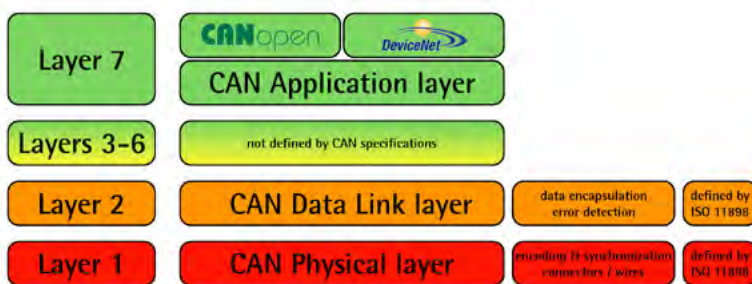 Layer 7
CANopen
DeviceNet
CAN Application layer
Layers 3-6
not defined by CAN specifications
Layer 2
CAN Data Link layer
data encapsulation
error detection
defined by
ISO 11898
Layer 1
CAN Physical layer
encoding & synchronization
connectors / wires
defined by
ISO 11898